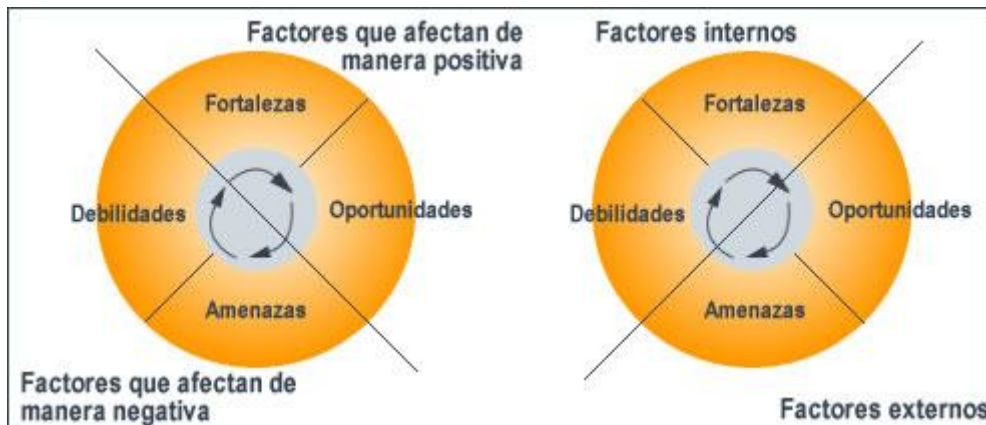 Factores que afectan de
manera positiva
Fortalezas
Debilidades
Oportunidades
Amenazas
Factores que afectan de
manera negativa
Factores internos
Fortalezas
Debilidades
Oportunidades
Amenazas
Factores externos